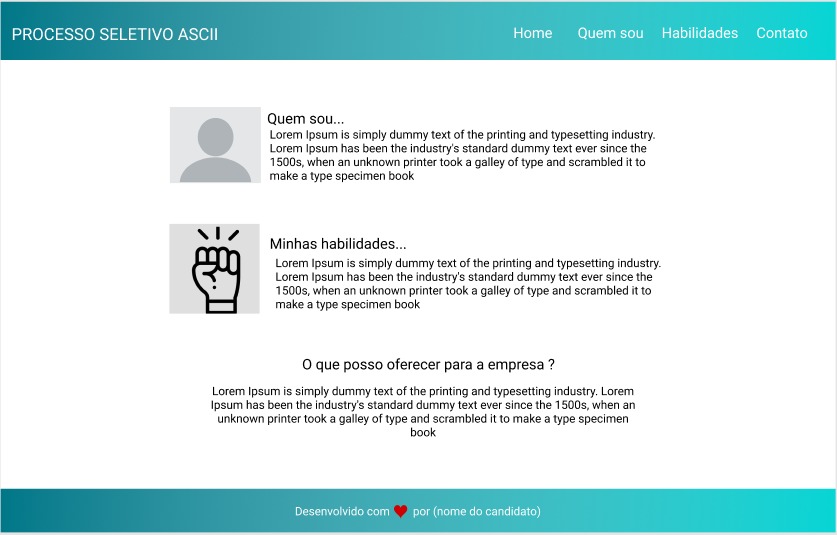 PROCESSO SELETIVO ASCII
Home Quem sou Habilidades Contato
Quem sou...
Lorem Ipsum is simply dummy text of the printing and typesetting industry.
Lorem Ipsum has been the industry's standard dummy text ever since the
1500s, when an unknown printer took a galley of type and scrambled it to
make a type specimen book
Minhas habilidades...
Lorem Ipsum is simply dummy text of the printing and typesetting industry.
Lorem Ipsum has been the industry's standard dummy text ever since the
1500s, when an unknown printer took a galley of type and scrambled it to
make a type specimen book
O que posso oferecer para a empresa ?
Lorem Ipsum is simply dummy text of the printing and typesetting industry. Lorem
Ipsum has been the industry's standard dummy text ever since the 1500s, when an
unknown printer took a galley of type and scrambled it to make a type specimen
book
Desenvolvido com ❤ por (nome do candidato)